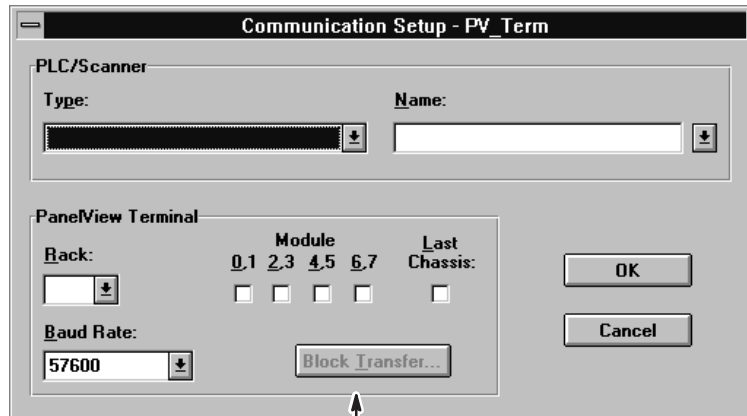 Communication Setup - PV_Term
PLC/Scanner
Type:
Name:
PanelView Terminal
Rack:
Module
0,1 2,3 4,5 6,7
Last
Chassis:
OK
Baud Rate:
57600
Block Transfer...
Cancel